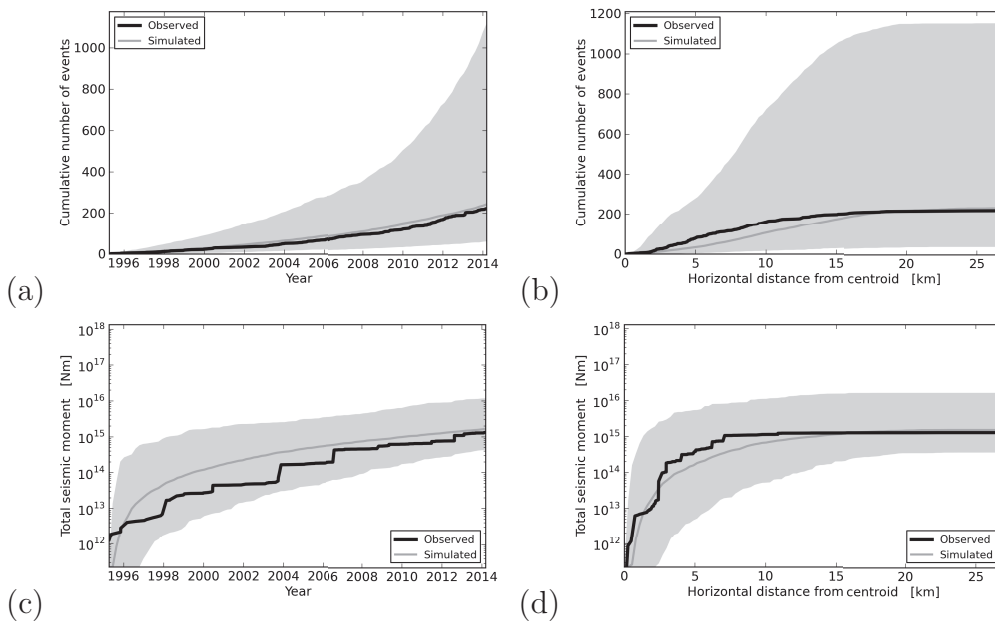 Cumulative number of events
1000
800
600
400
200
0
Observed
Simulated
1996 1998 2000 2002 2004 2006 2008 2010 2012 2014
Year
(a)
Cumulative number of events
1200
1000
800
600
400
200
0
Observed
Simulated
0 5 10 15 20 25
Horizontal distance from centroid [km]
(b)
Total seismic moment [Nm]
10^18
10^17
10^16
10^15
10^14
10^13
10^12
Observed
Simulated
1996 1998 2000 2002 2004 2006 2008 2010 2012 2014
Year
(c)
Total seismic moment [Nm]
10^18
10^17
10^16
10^15
10^14
10^13
10^12
Observed
Simulated
0 5 10 15 20 25
Horizontal distance from centroid [km]
(d)